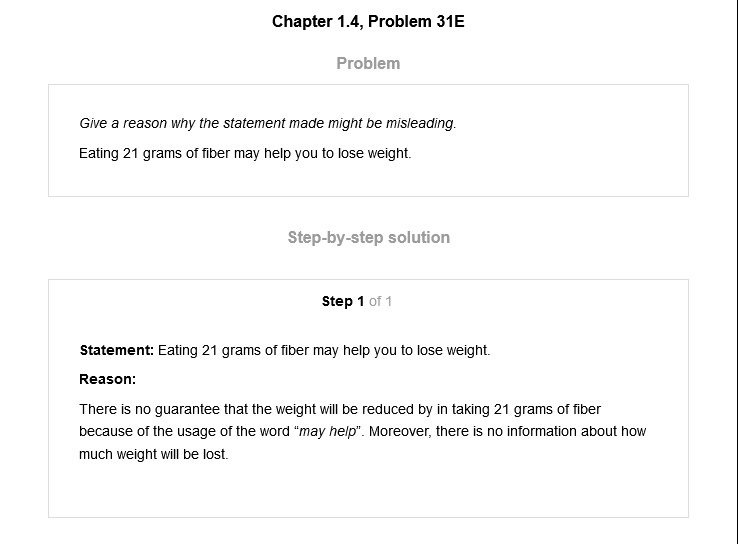 Chapter 1.4, Problem 31E
Problem
Give a reason why the statement made might be misleading.
Eating 21 grams of fiber may help you to lose weight.
Step-by-step solution
Step 1 of 1
Statement: Eating 21 grams of fiber may help you to lose weight.
Reason:
There is no guarantee that the weight will be reduced by in taking 21 grams of fiber
because of the usage of the word “may help”. Moreover, there is no information about how
much weight will be lost.